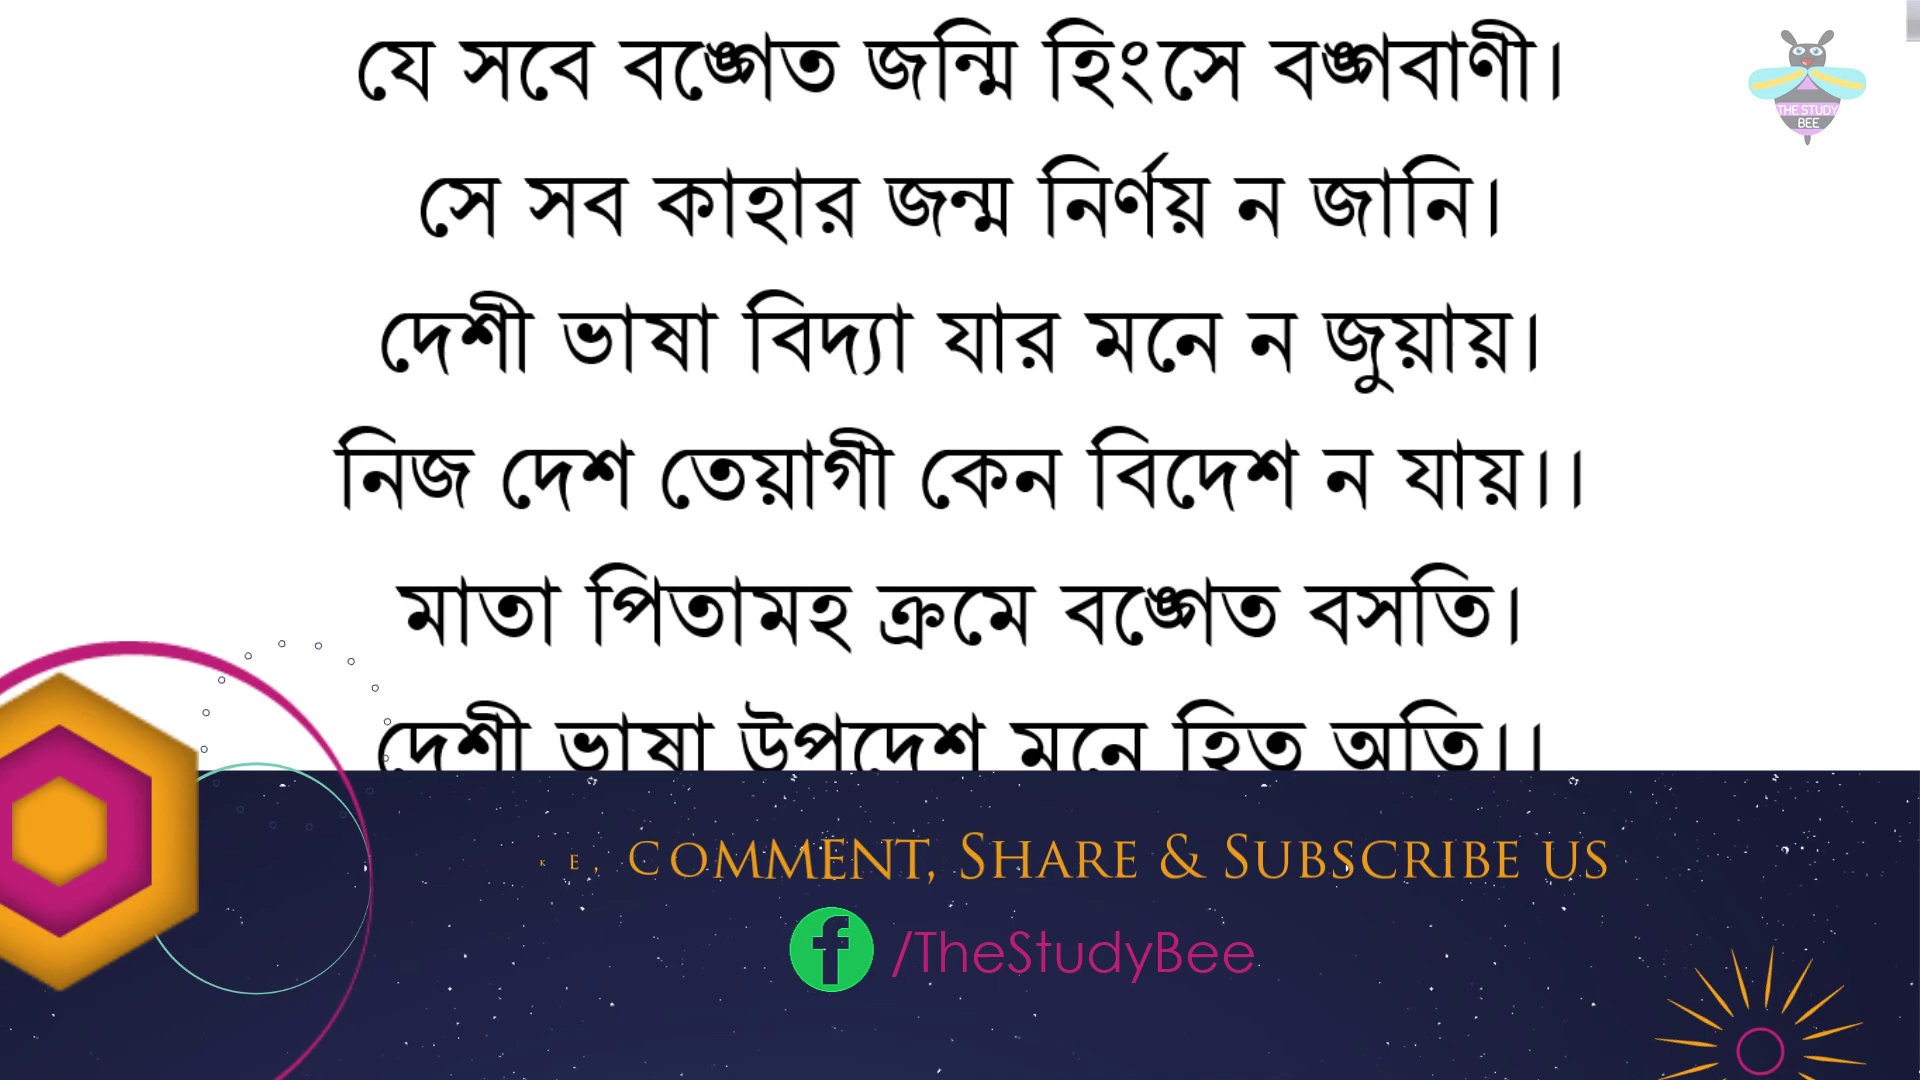 যে সবে বঙ্গেত জন্মি হিংসে বঙ্গবাণী।
THE STUDY
BEE
সে সব কাহার জন্ম নির্ণয় ন জানি।
দেশী ভাষা বিদ্যা যার মনে ন জুয়ায়।
নিজ দেশ তেয়াগী কেন বিদেশ ন যায়।।
মাতা পিতামহ ক্রমে বঙ্গেত বসতি।
দেশী ভাষা উপদেশ মনে হিত অতি।।
KE, COMMENT, SHARE & SUBSCRIBE US
/TheStudyBee